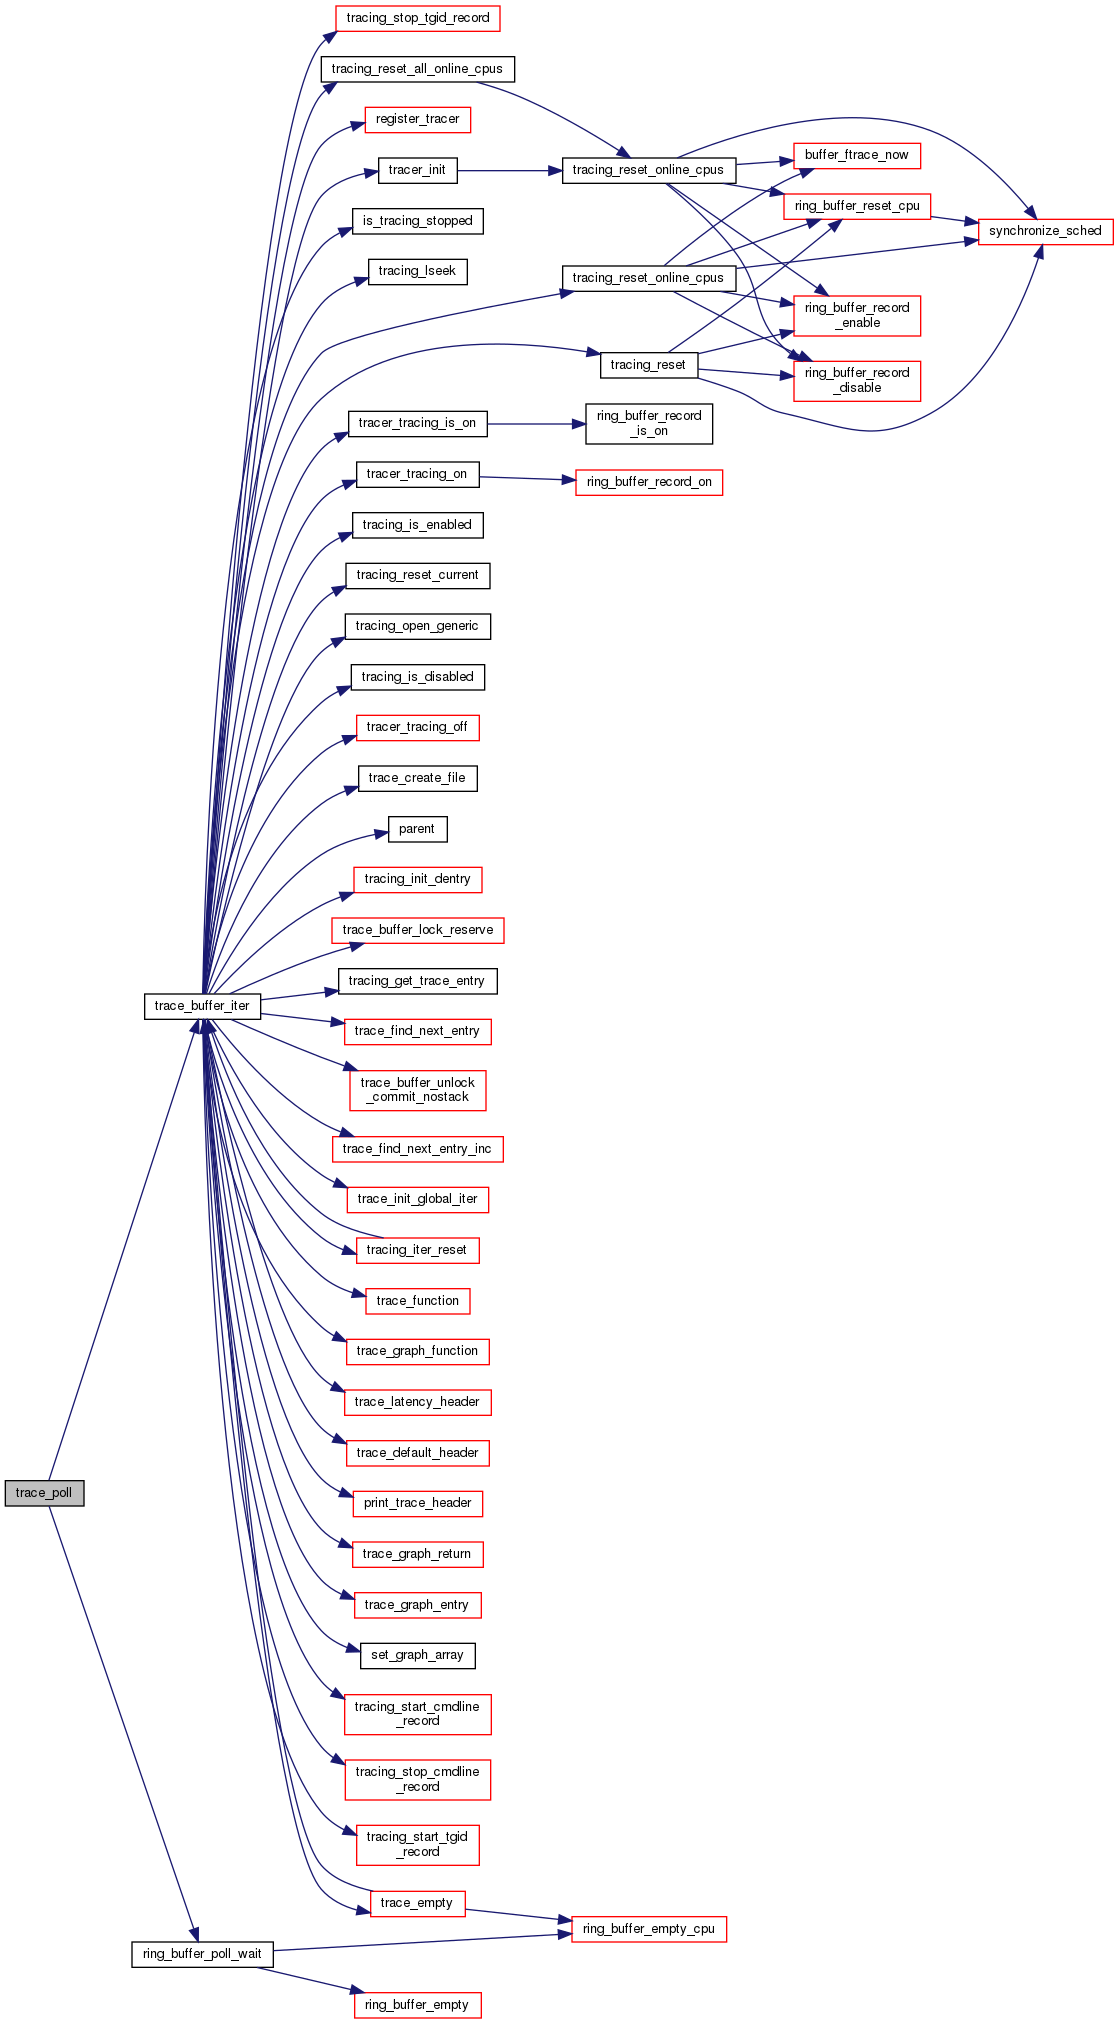 tracing_stop_tgid_record
tracing_reset_all_online_cpus
register_tracer
tracer_init
tracing_reset_online_cpus
buffer_ftrace_now
ring_buffer_reset_cpu
is_tracing_stopped
synchronize_sched
tracing_lseek
tracing_reset_online_cpus
ring_buffer_record
_enable
tracing_reset
ring_buffer_record
_disable
tracer_tracing_is_on
ring_buffer_record
_is_on
tracer_tracing_on
ring_buffer_record_on
tracing_is_enabled
tracing_reset_current
tracing_open_generic
tracing_is_disabled
tracer_tracing_off
trace_create_file
parent
tracing_init_dentry
trace_buffer_lock_reserve
tracing_get_trace_entry
trace_buffer_iter
trace_find_next_entry
trace_buffer_unlock
_commit_nostack
trace_find_next_entry_inc
trace_init_global_iter
tracing_iter_reset
trace_function
trace_graph_function
trace_latency_header
trace_default_header
trace_poll
print_trace_header
trace_graph_return
trace_graph_entry
set_graph_array
tracing_start_cmdline
_record
tracing_stop_cmdline
_record
tracing_start_tgid
_record
trace_empty
ring_buffer_empty_cpu
ring_buffer_poll_wait
ring_buffer_empty